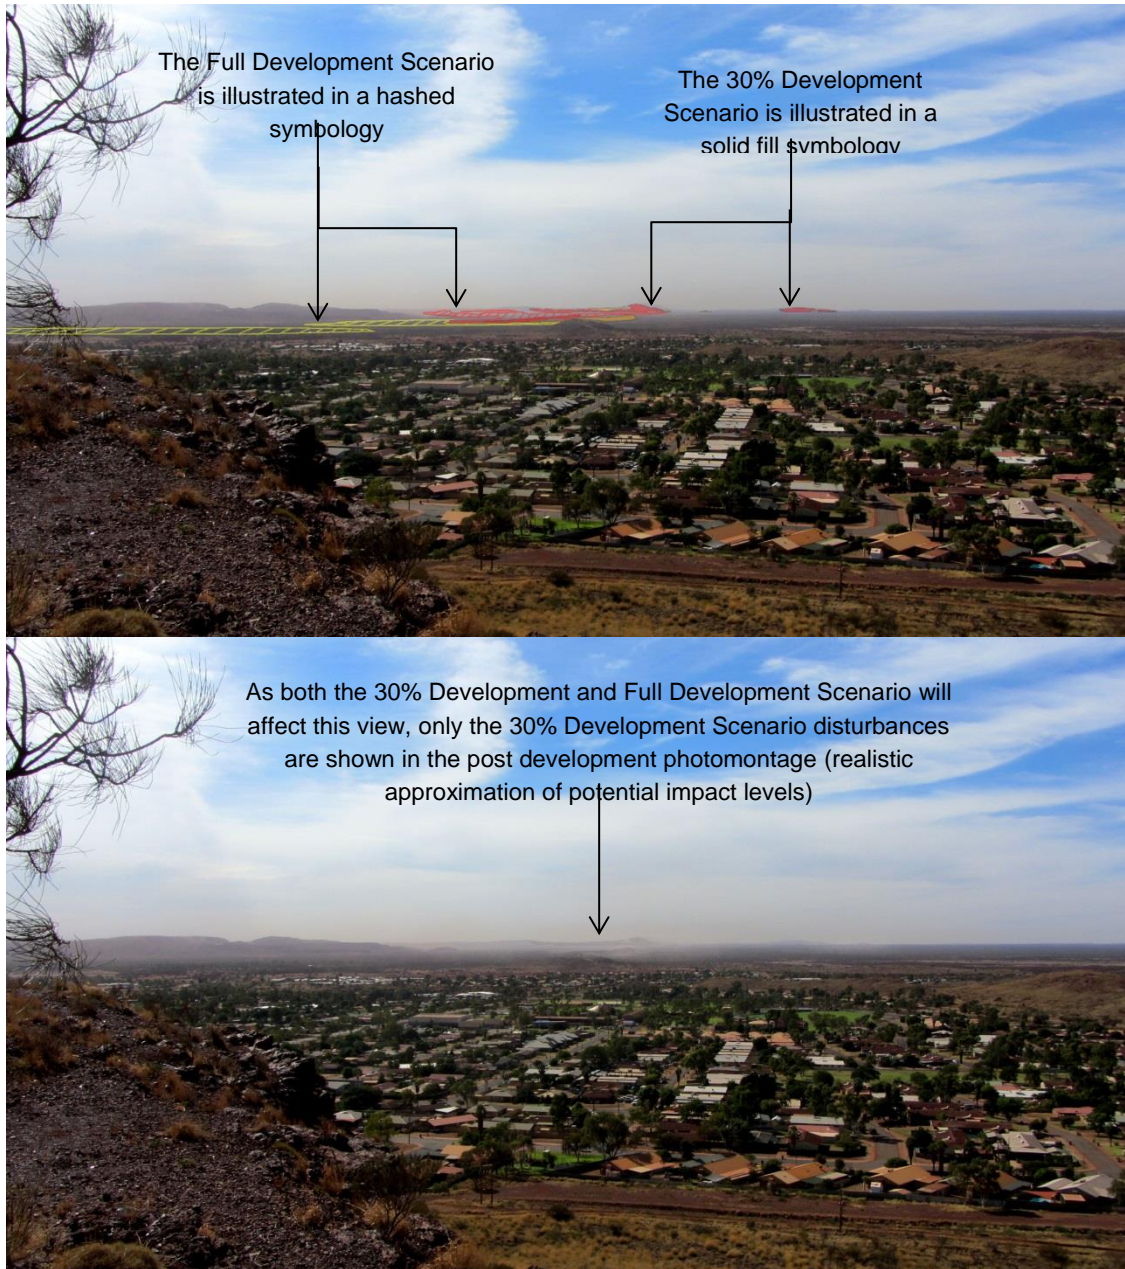 The Full Development Scenario
is illustrated in a hashed
symbology
The 30% Development
Scenario is illustrated in a
solid fill symbology
As both the 30% Development and Full Development Scenario will
affect this view, only the 30% Development Scenario disturbances
are shown in the post development photomontage (realistic
approximation of potential impact levels)